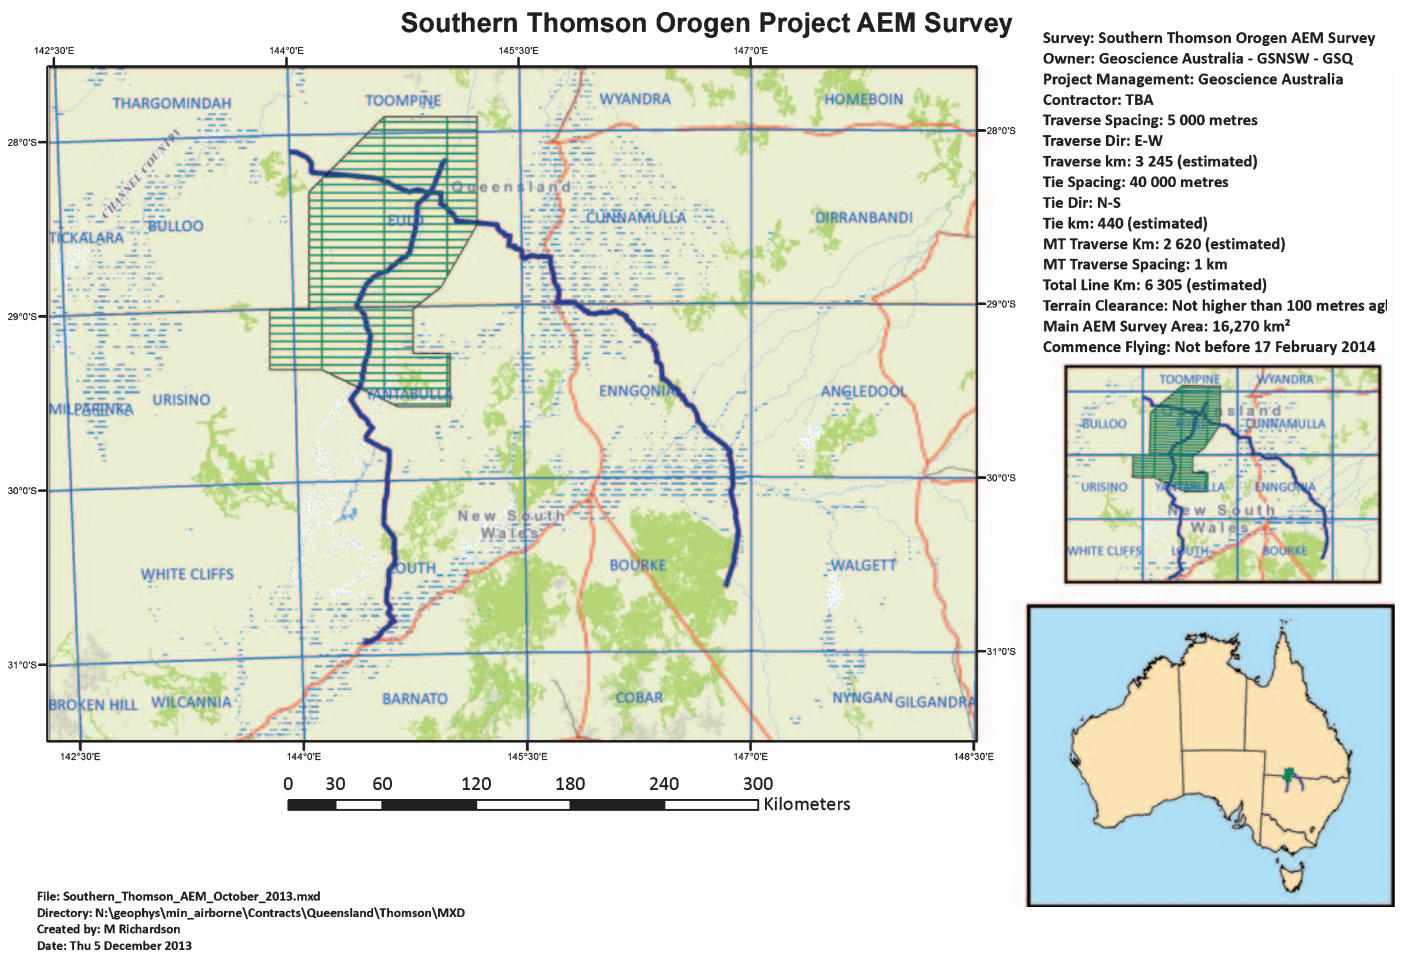 Southern Thomson Orogen Project AEM Survey
142°30'E 144°0'E 145°30'E 147°0'E
THARGOMINDAH TOOMPINE WYANDRA HOMEBOIN
28°0'S 28°0'S
CHANNEL COUNTRY
Queensland
TICKALARA BULLOO EULO CUNNAMULLA DIRRANBANDI
29°0'S 29°0'S
MILPARINKA URISINO YANTABULLA ENNGONIA ANGLEDOOL
30°0'S 30°0'S
New South
Wales
WHITE CLIFFS LOUTH BOURKE WALGETT
31°0'S 31°0'S
BROKEN HILL WILCANNIA BARNATO COBAR NYNGAN GILGANDRA
142°30'E 144°0'E 145°30'E 147°0'E 148°30'E
0 30 60 120 180 240 300
Kilometers
Survey: Southern Thomson Orogen AEM Survey
Owner: Geoscience Australia - GSNSW - GSQ
Project Management: Geoscience Australia
Contractor: TBA
Traverse Spacing: 5 000 metres
Traverse Dir: E-W
Traverse km: 3 245 (estimated)
Tie Spacing: 40 000 metres
Tie Dir: N-S
Tie km: 440 (estimated)
MT Traverse Km: 2 620 (estimated)
MT Traverse Spacing: 1 km
Total Line Km: 6 305 (estimated)
Terrain Clearance: Not higher than 100 metres agl
Main AEM Survey Area: 16,270 km²
Commence Flying: Not before 17 February 2014
TOOMPINE WYANDRA
Queensland
BULLOO CUNNAMULLA
URISINO YANTABULLA ENNGONIA
New South
Wales
WHITE CLIFFS LOUTH BOURKE
File: Southern_Thomson_AEM_October_2013.mxd
Directory: N:\geophys\min_airborne\Contracts\Queensland\Thomson\MXD
Created by: M Richardson
Date: Thu 5 December 2013